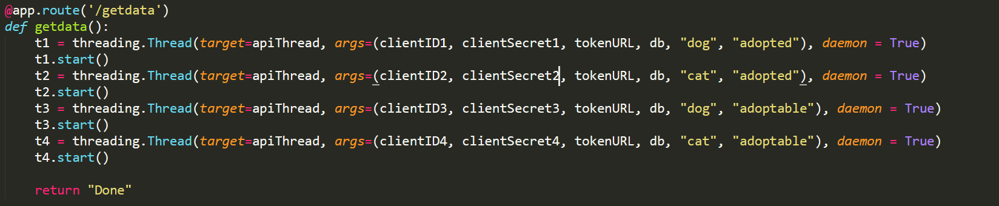 @app.route('/getdata')
def getdata():
    t1 = threading.Thread(target=apiThread, args=(clientID1, clientSecret1, tokenURL, db, "dog", "adopted"), daemon = True)
    t1.start()
    t2 = threading.Thread(target=apiThread, args=(clientID2, clientSecret2, tokenURL, db, "cat", "adopted"), daemon = True)
    t2.start()
    t3 = threading.Thread(target=apiThread, args=(clientID3, clientSecret3, tokenURL, db, "dog", "adoptable"), daemon = True)
    t3.start()
    t4 = threading.Thread(target=apiThread, args=(clientID4, clientSecret4, tokenURL, db, "cat", "adoptable"), daemon = True)
    t4.start()

    return "Done"